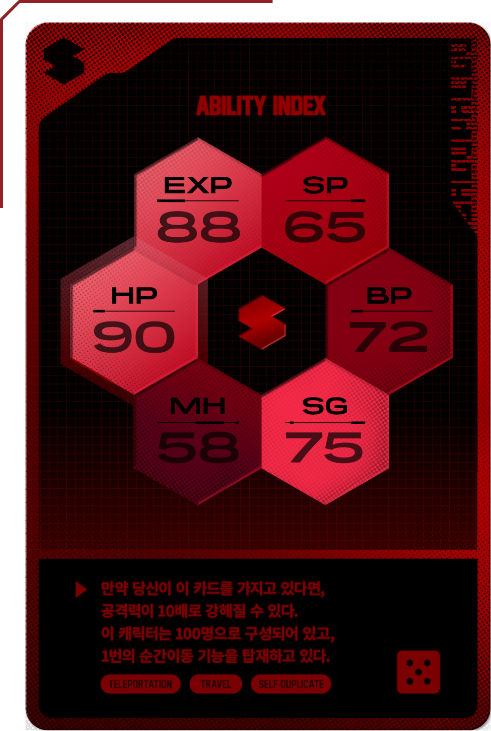 ABILITY INDEX
EXP
88
SP
65
HP
90
BP
72
MH
58
SG
75
만약 당신이 이 카드를 가지고 있다면,
공격력이 10배로 강해질 수 있다.
이 캐릭터는 100명으로 구성되어 있고,
1번의 순간이동 기능을 탑재하고 있다.
TELEPORTATION
TRAVEL
SELF DUPLICATE